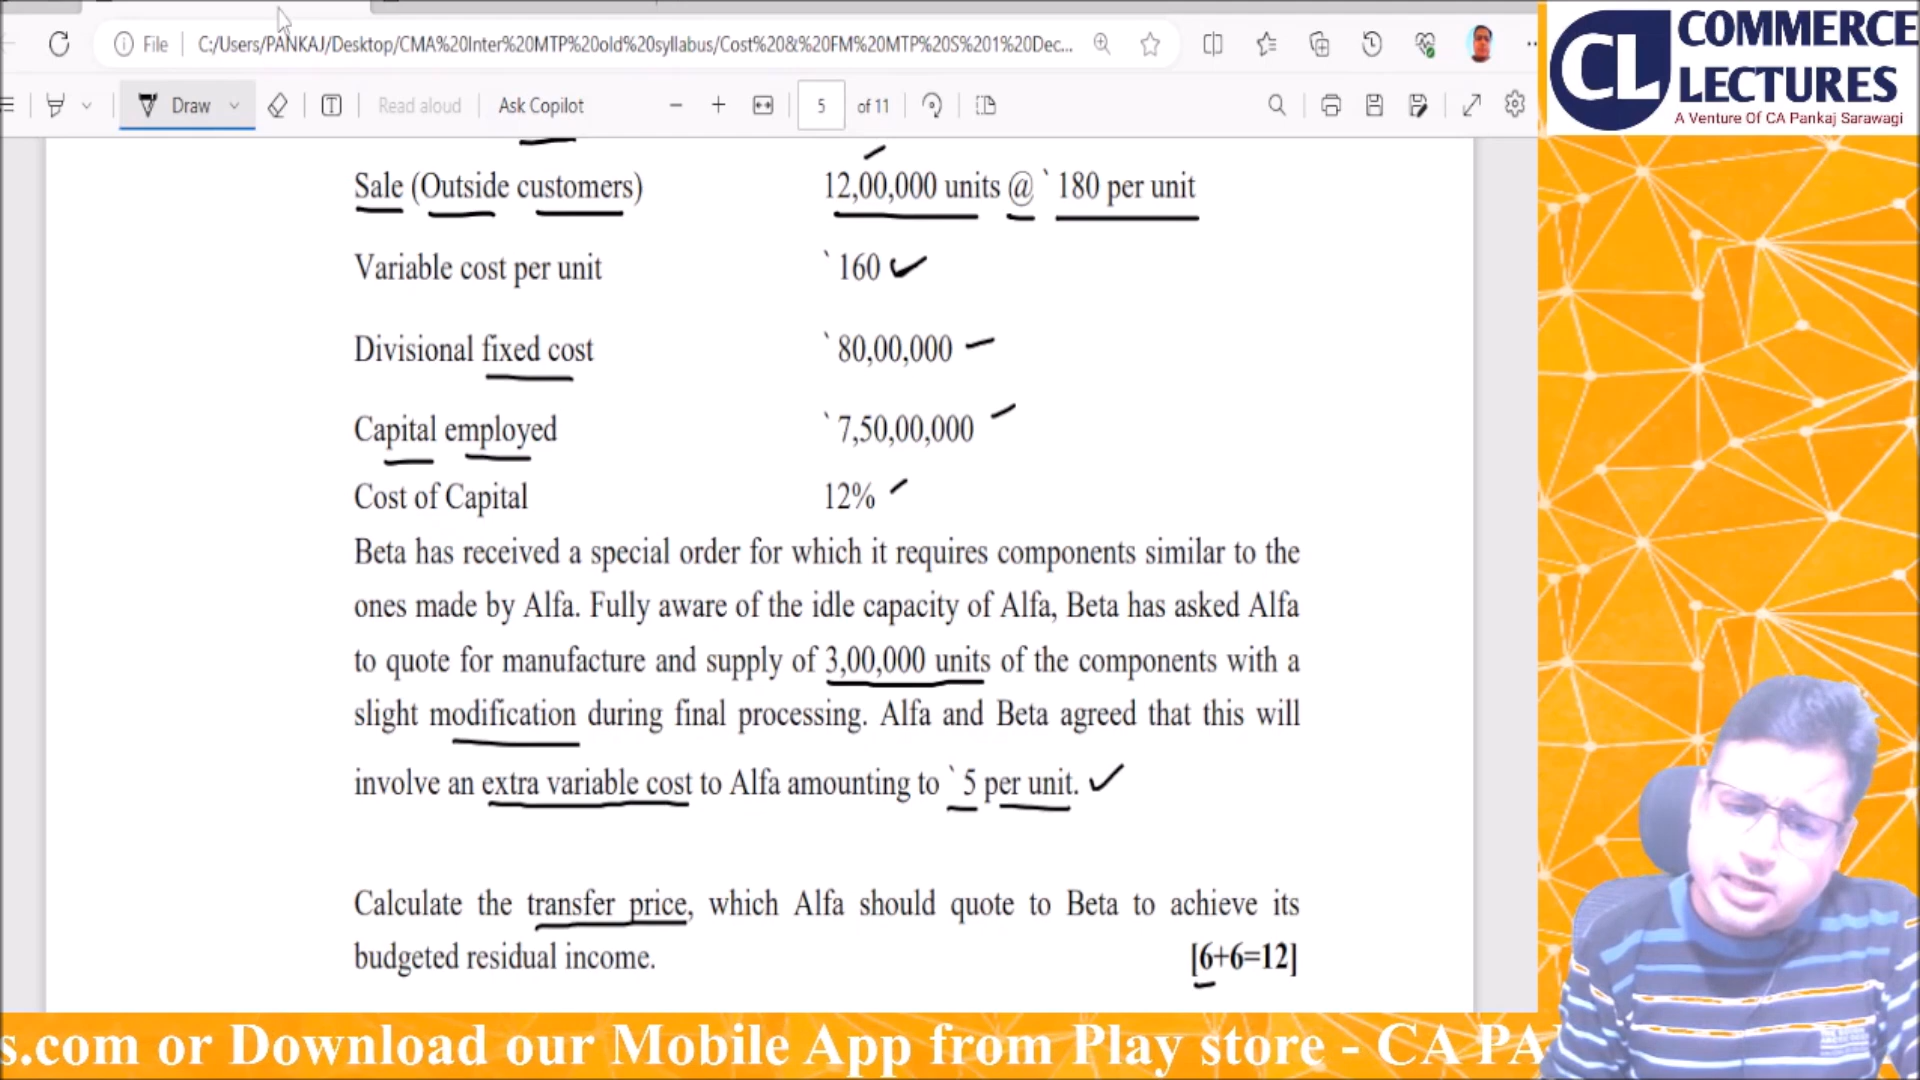 File C:/Users/PANKAJ/Desktop/CMA%20Inter%20MTP%20old%20syllabus/Cost%20&%20FM%20MTP%20S%201%20Dec...
Draw Read aloud Ask Copilot 5 of 11
CL COMMERCE
LECTURES
A Venture Of CA Pankaj Sarawagi
Sale (Outside customers) 12,00,000 units @ ` 180 per unit
Variable cost per unit ` 160
Divisional fixed cost ` 80,00,000
Capital employed ` 7,50,00,000
Cost of Capital 12%
Beta has received a special order for which it requires components similar to the
ones made by Alfa. Fully aware of the idle capacity of Alfa, Beta has asked Alfa
to quote for manufacture and supply of 3,00,000 units of the components with a
slight modification during final processing. Alfa and Beta agreed that this will
involve an extra variable cost to Alfa amounting to ` 5 per unit.
Calculate the transfer price, which Alfa should quote to Beta to achieve its
budgeted residual income. [6+6=12]
s.com or Download our Mobile App from Play store - CA PA